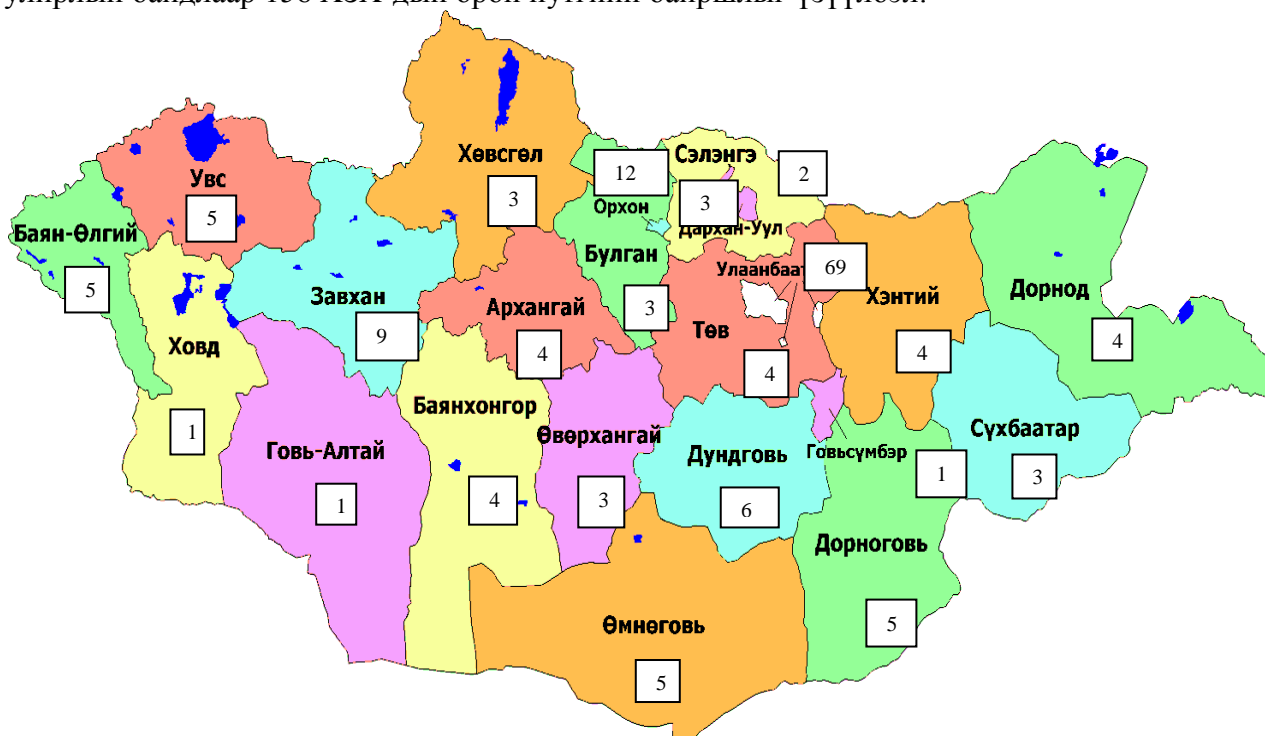 Хөвсгөл
3
12
Сэлэнгэ
2
Увс
5
Орхон
3
Дархан-Уул
Баян-Өлгий
5
Булган
3
Улаанбаат
69
Завхан
9
Архангай
4
Төв
4
Хэнтий
4
Дорнод
4
Ховд
1
Баянхонгор
4
Өвөрхангай
3
Говь-Алтай
1
Дундговь
6
Говьсүмбэр
1
Сүхбаатар
3
Дорноговь
5
Өмнөговь
5